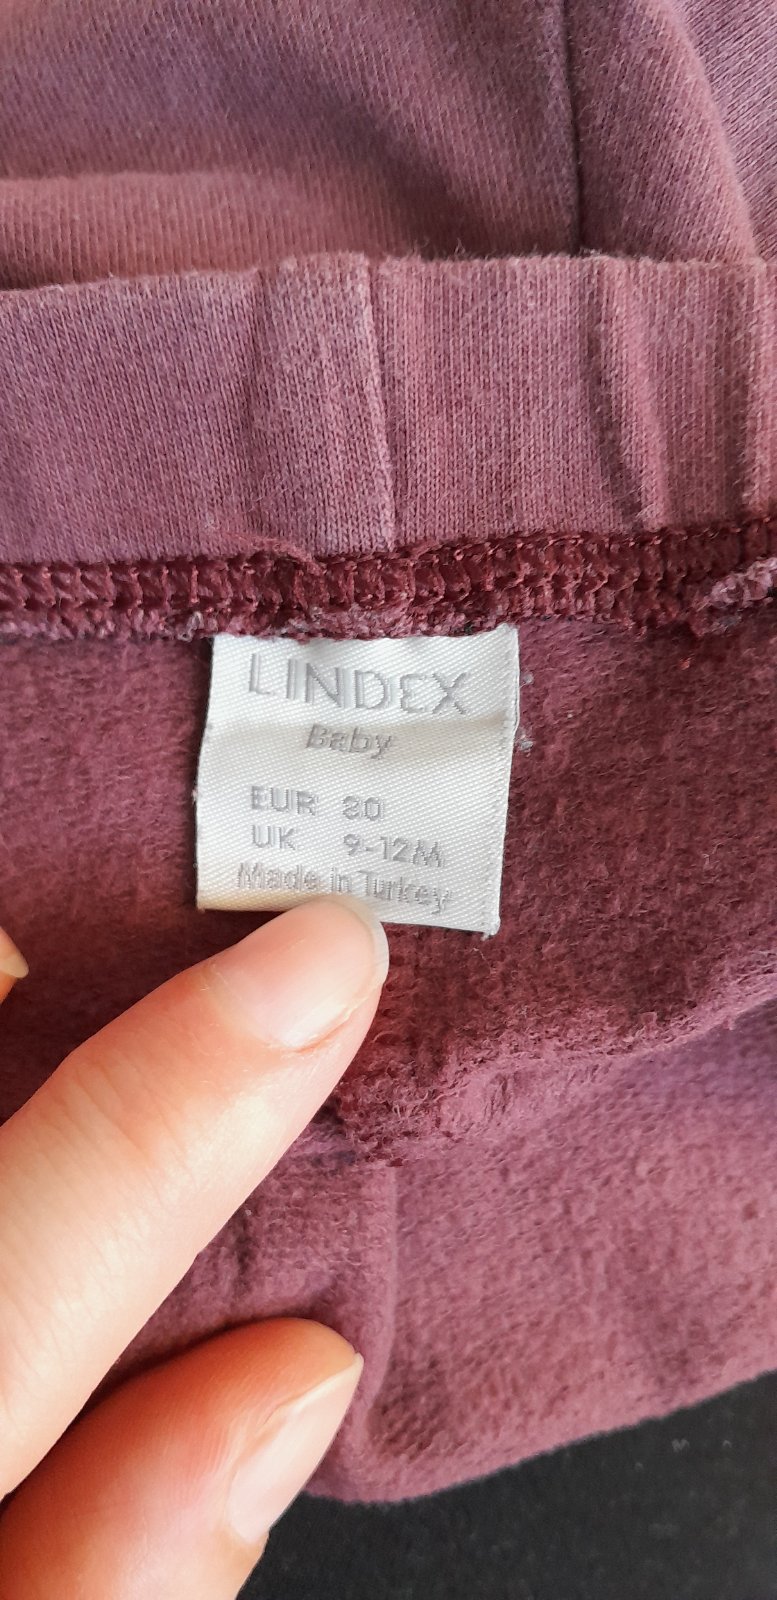 LINDEX
Baby
EUR 80
UK 9-12M
Made in Turkey